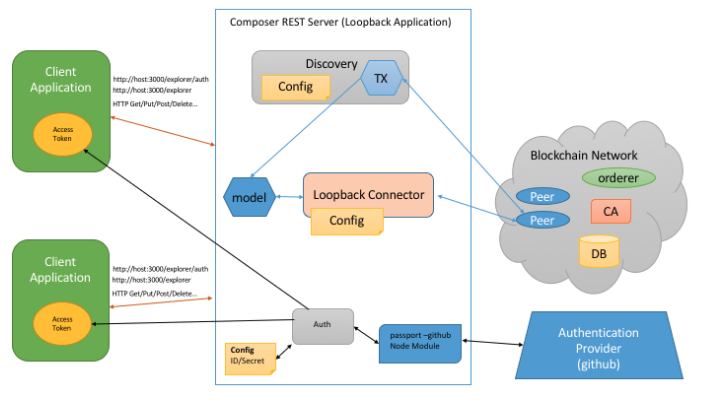 Composer REST Server (Loopback Application)
Client
Application
http://host:3000/explorer/auth
http://host:3000/explorer
HTTP Get/Put/Post/Delete...
Access
Token
Discovery
Config
TX
model
Loopback Connector
Config
Blockchain Network
orderer
Peer
Peer
CA
DB
Client
Application
http://host:3000/explorer/auth
http://host:3000/explorer
HTTP Get/Put/Post/Delete...
Access
Token
Auth
Config
ID/Secret
passport –github
Node Module
Authentication
Provider
(github)